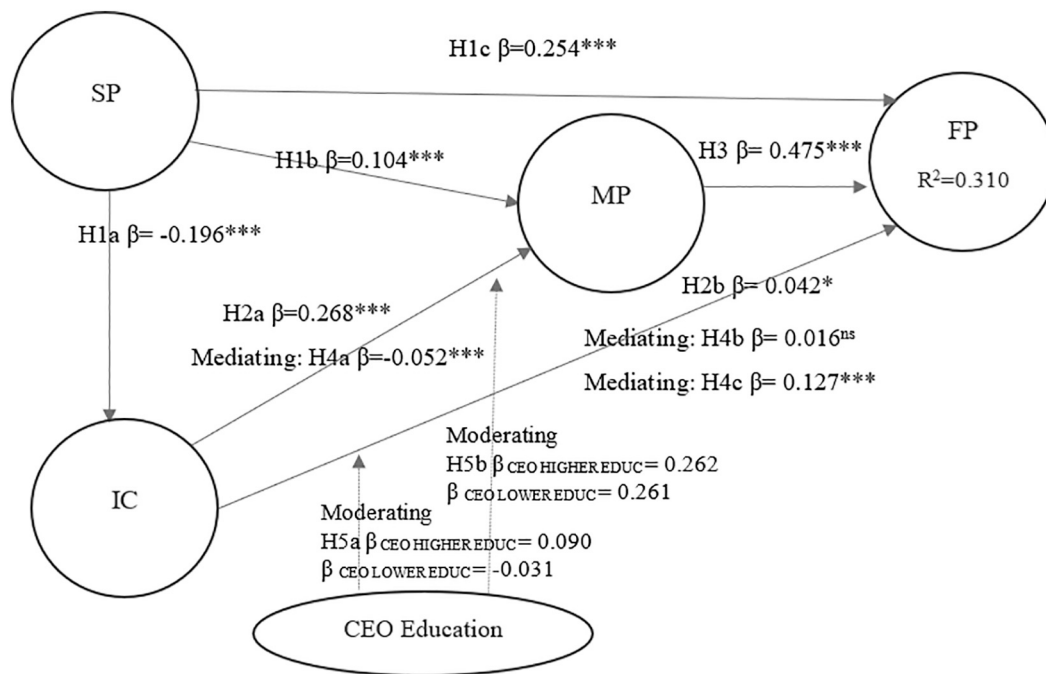 SP
H1c β=0.254***
FP
R²=0.310
H1b β=0.104***
H3 β= 0.475***
MP
H1a β= -0.196***
H2a β=0.268***
H2b β= 0.042*
Mediating: H4a β=-0.052***
Mediating: H4b β= 0.016ⁿˢ
Mediating: H4c β= 0.127***
IC
Moderating
H5b β CEO HIGHER EDUC= 0.262
β CEO LOWER EDUC= 0.261
Moderating
H5a β CEO HIGHER EDUC= 0.090
β CEO LOWER EDUC= -0.031
CEO Education